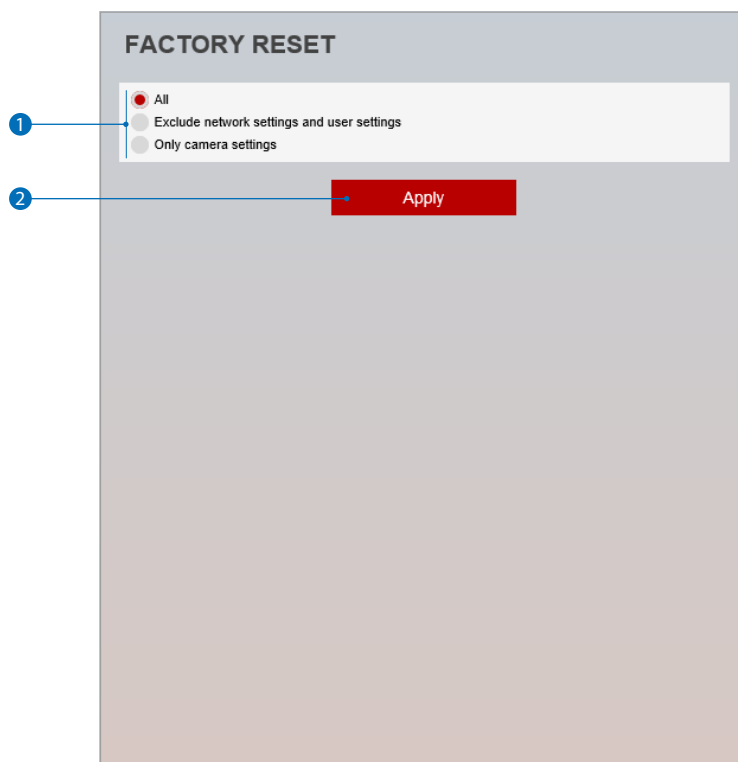 FACTORY RESET
All
1
Exclude network settings and user settings
Only camera settings
2
Apply